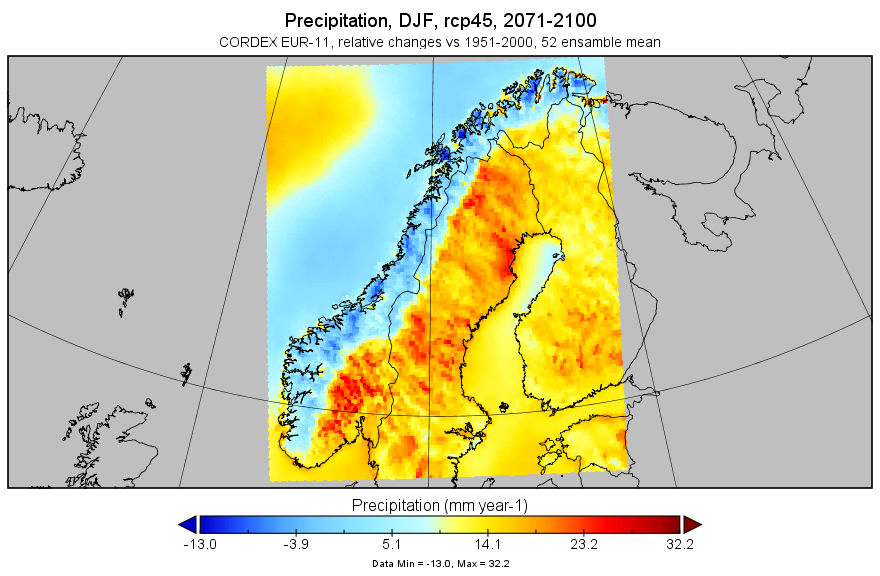 Precipitation, DJF, rcp45, 2071-2100
CORDEX EUR-11, relative changes vs 1951-2000, 52 ensamble mean
Precipitation (mm year-1)
-13.0 -3.9 5.1 14.1 23.2 32.2
Data Min = -13.0, Max = 32.2